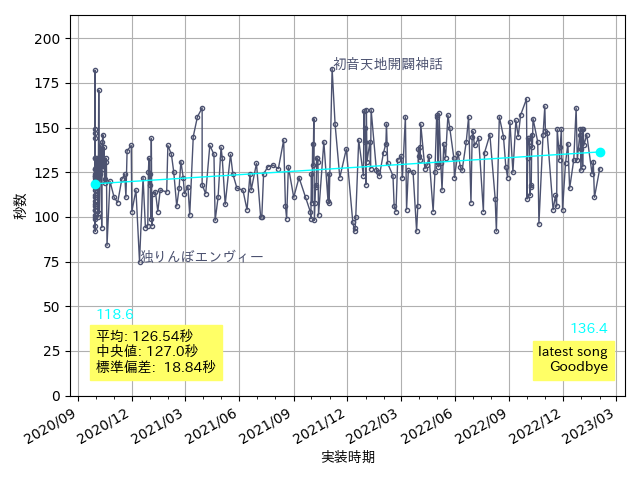 200
175
150
125
100
75
50
25
0
秒数
初音天地開闢神話
独りんぼエンヴィー
118.6
136.4
平均: 126.54秒
中央値: 127.0秒
標準偏差:  18.84秒
latest song
Goodbye
2020/09
2020/12
2021/03
2021/06
2021/09
2021/12
2022/03
2022/06
2022/09
2022/12
2023/03
実装時期